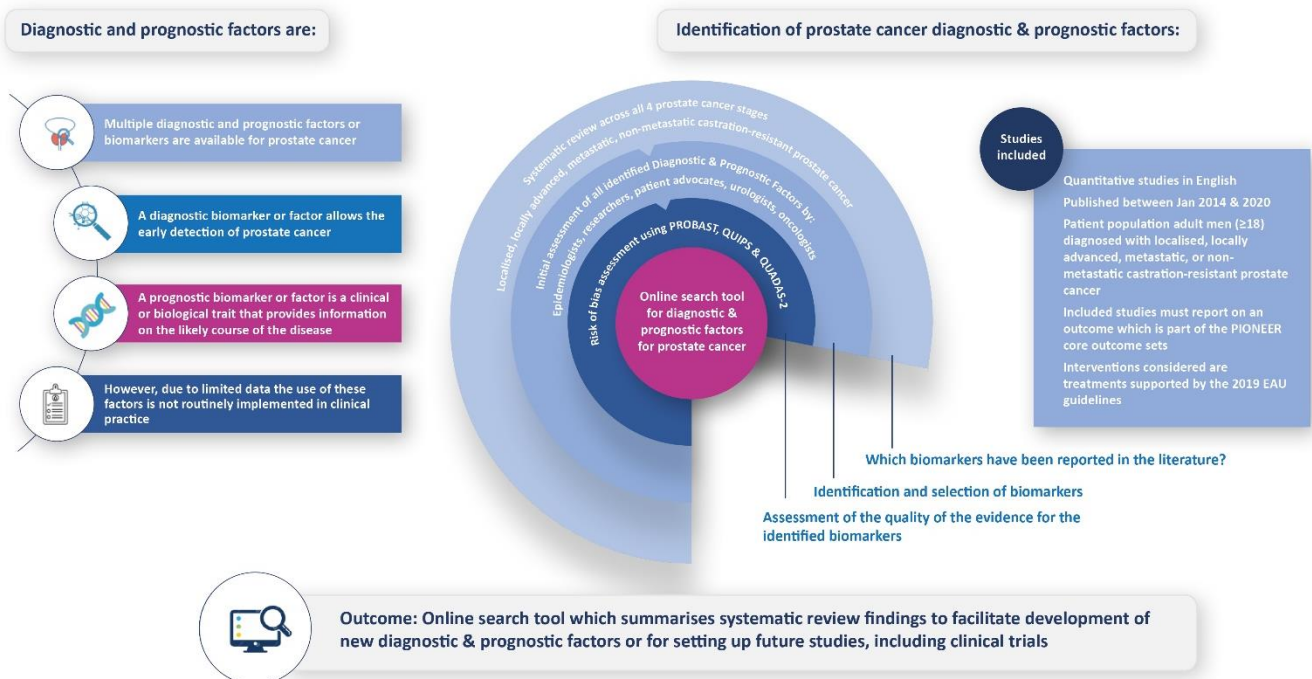 Diagnostic and prognostic factors are:
Multiple diagnostic and prognostic factors or
biomarkers are available for prostate cancer
A diagnostic biomarker or factor allows the
early detection of prostate cancer
A prognostic biomarker or factor is a clinical
or biological trait that provides information
on the likely course of the disease
However, due to limited data the use of these
factors is not routinely implemented in clinical
practice
Identification of prostate cancer diagnostic & prognostic factors:
Systematic review across all 4 prostate cancer stages
Localised, locally advanced, metastatic, non-metastatic castration-resistant prostate cancer
Initial assessment of all identified Diagnostic & Prognostic Factors by:
Epidemiologists, researchers, patient advocates, urologists, oncologists
Risk of bias assessment using PROBAST, QUIPS & QUADAS-2
Online search tool
for diagnostic &
prognostic factors
for prostate cancer
Which biomarkers have been reported in the literature?
Identification and selection of biomarkers
Assessment of the quality of the evidence for the
identified biomarkers
Studies
included
Quantitative studies in English
Published between Jan 2014 & 2020
Patient population adult men (≥18)
diagnosed with localised, locally
advanced, metastatic, or non-
metastatic castration-resistant prostate
cancer
Included studies must report on an
outcome which is part of the PIONEER
core outcome sets
Interventions considered are
treatments supported by the 2019 EAU
guidelines
Outcome: Online search tool which summarises systematic review findings to facilitate development of
new diagnostic & prognostic factors or for setting up future studies, including clinical trials